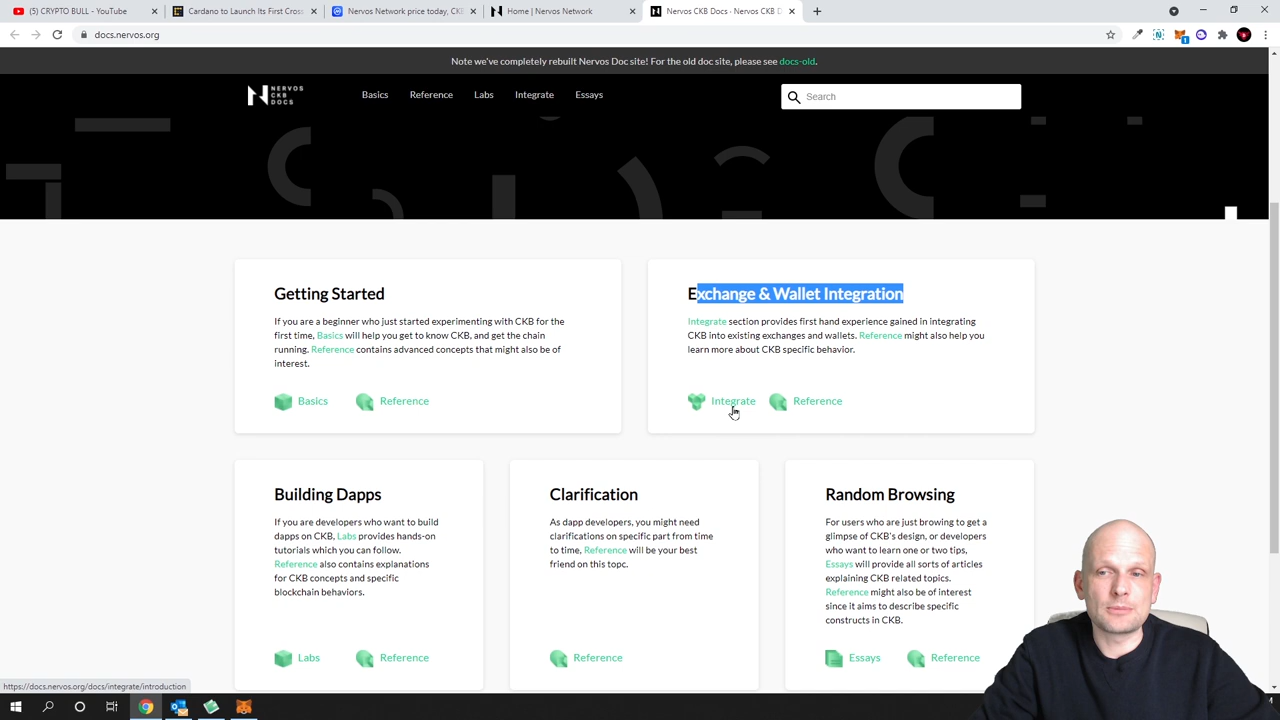 (5) CRYPTO BULL - YouTube
Cardano to Launch Its First Cross
Nervos Network price today, CK
Home | Nervos Network
Nervos CKB Docs - Nervos CKB D
docs.nervos.org
1
Note we've completely rebuilt Nervos Doc site! For the old doc site, please see docs-old.
NERVOS
CKB
DOCS
Basics
Reference
Labs
Integrate
Essays
Search
Getting Started
If you are a beginner who just started experimenting with CKB for the
first time, Basics will help you get to know CKB, and get the chain
running. Reference contains advanced concepts that might also be of
interest.
Basics
Reference
Exchange & Wallet Integration
Integrate section provides first hand experience gained in integrating
CKB into existing exchanges and wallets. Reference might also help you
learn more about CKB specific behavior.
Integrate
Reference
Building Dapps
If you are developers who want to build
dapps on CKB, Labs provides hands-on
tutorials which you can follow.
Reference also contains explanations
for CKB concepts and specific
blockchain behaviors.
Labs
Reference
Clarification
As dapp developers, you might need
clarifications on specific part from time
to time, Reference will be your best
friend on this topc.
Reference
Random Browsing
For users who are just browing to get a
glimpse of CKB's design, or developers
who want to learn one or two tips,
Essays will provide all sorts of articles
explaining CKB related topics.
Reference might also be of interest
since it aims to describe specific
constructs in CKB.
Essays
Reference
https://docs.nervos.org/docs/integrate/introduction